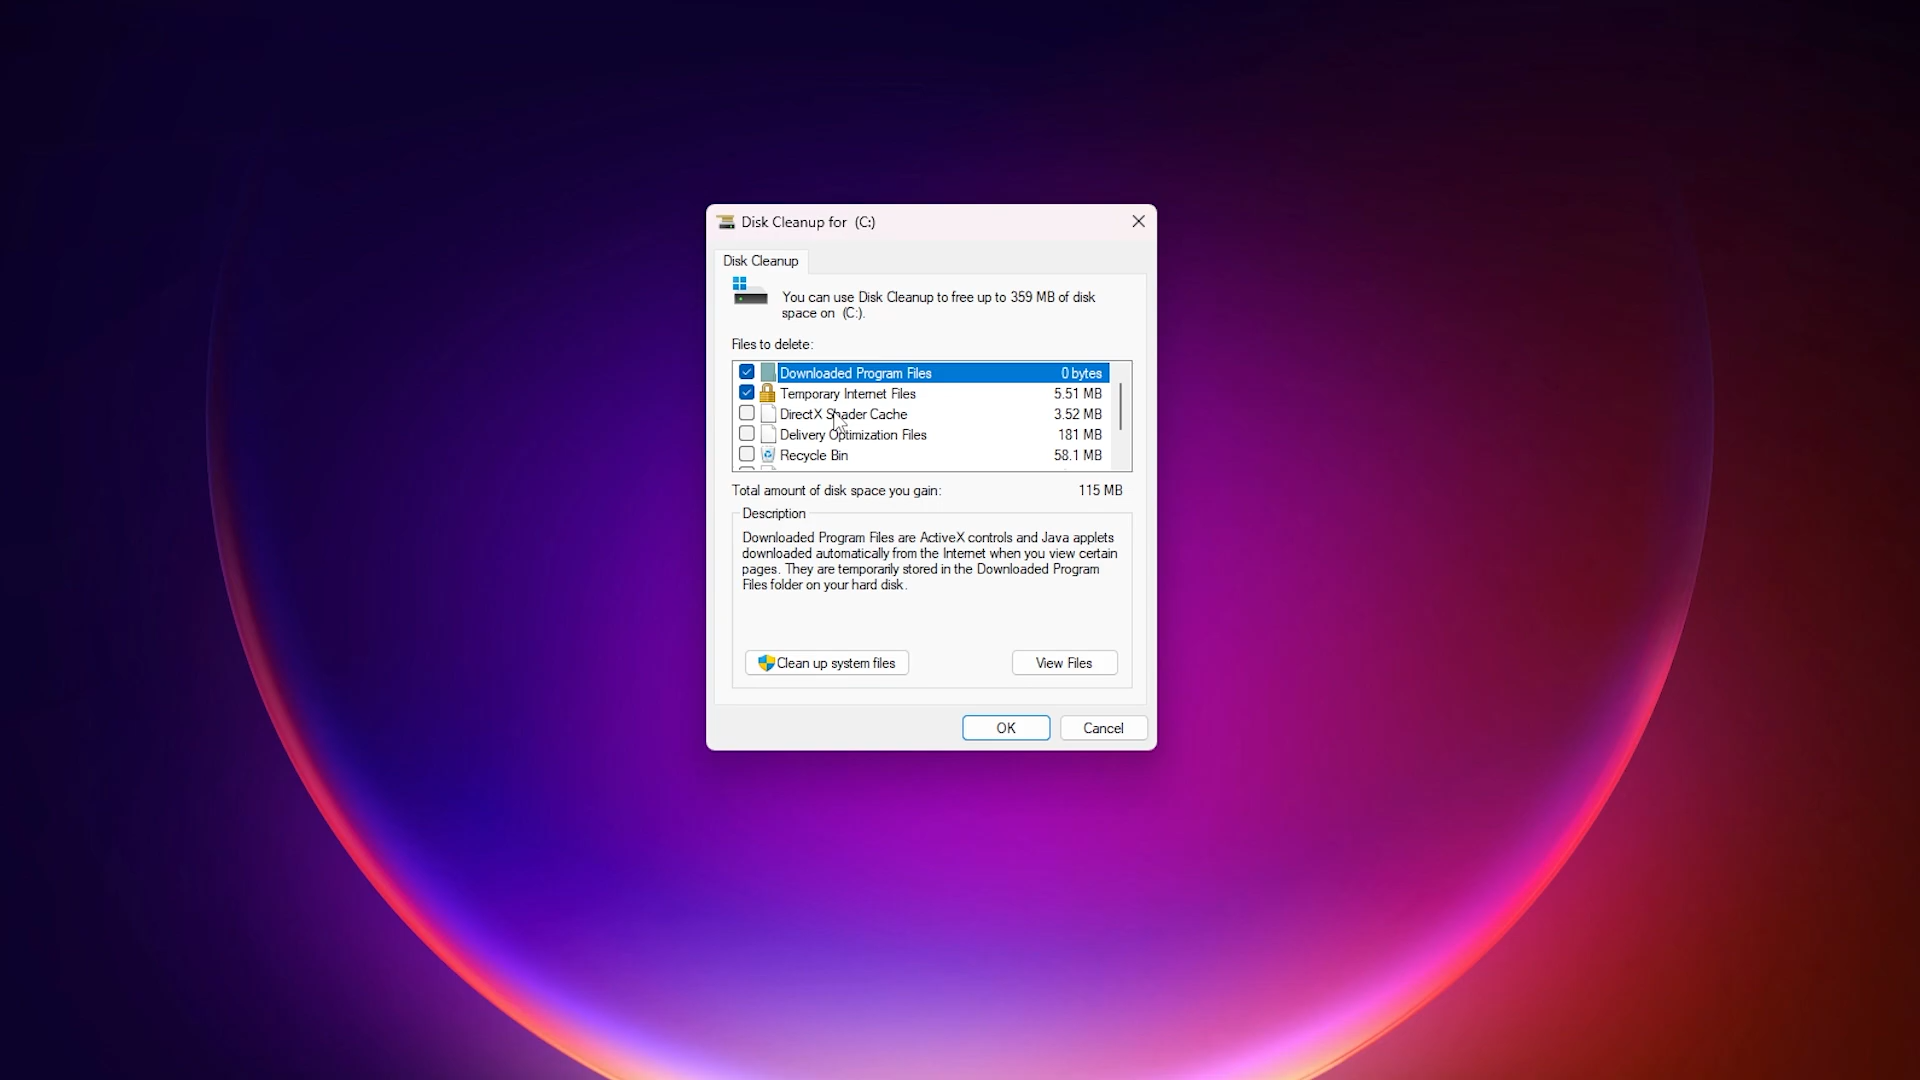 Disk Cleanup for (C:)
Disk Cleanup
You can use Disk Cleanup to free up to 359 MB of disk
space on (C:).
Files to delete:
Downloaded Program Files 0 bytes
Temporary Internet Files 5.51 MB
DirectX Shader Cache 3.52 MB
Delivery Optimization Files 181 MB
Recycle Bin 58.1 MB
Total amount of disk space you gain: 115 MB
Description
Downloaded Program Files are ActiveX controls and Java applets
downloaded automatically from the Internet when you view certain
pages. They are temporarily stored in the Downloaded Program
Files folder on your hard disk.
Clean up system files
View Files
OK
Cancel